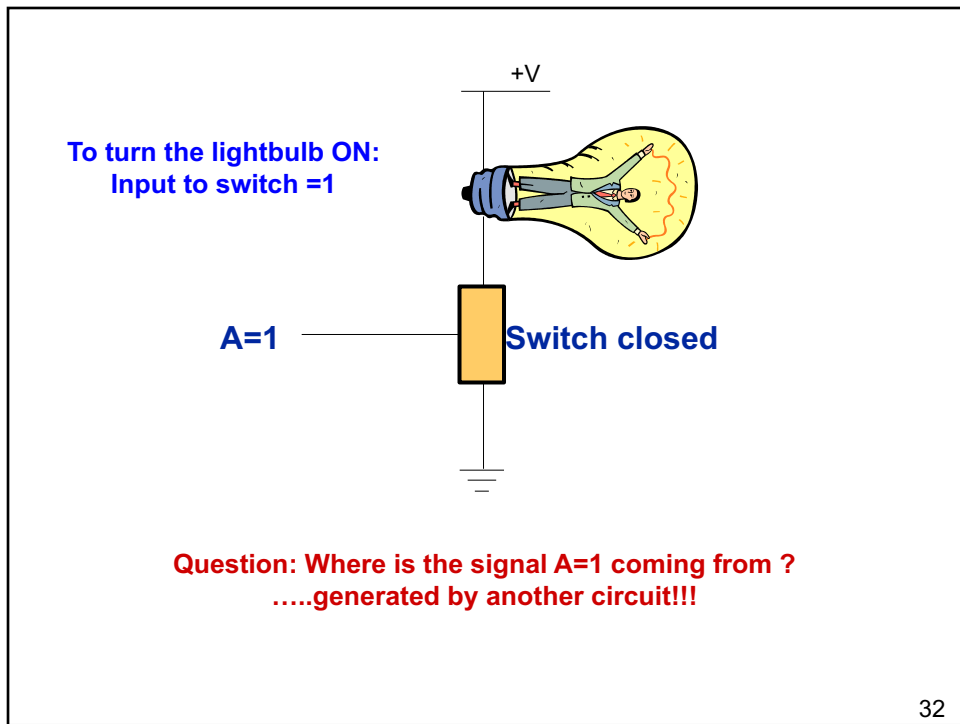 +V
To turn the lightbulb ON:
Input to switch =1
A=1
Switch closed
Question: Where is the signal A=1 coming from ?
…..generated by another circuit!!!
32